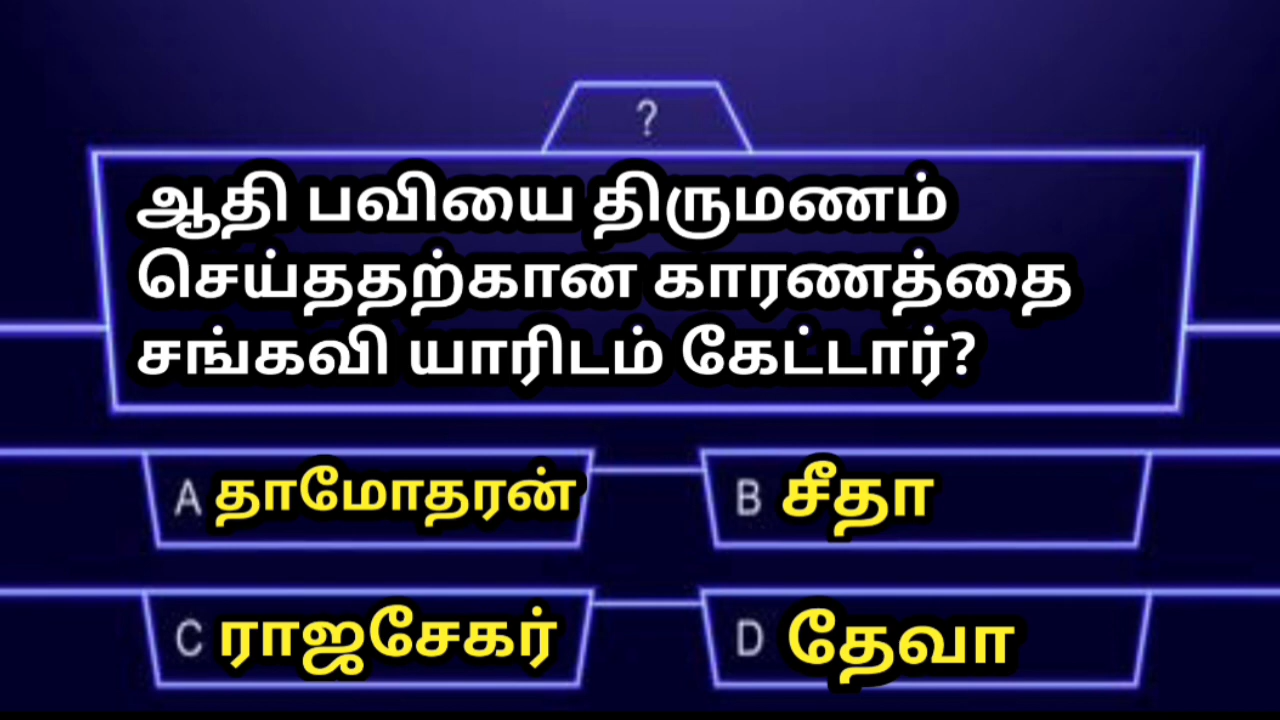 ?
ஆதி பவியை திருமணம்
செய்ததற்கான காரணத்தை
சங்கவி யாரிடம் கேட்டார்?
A தாமோதரன்
B சீதா
C ராஜசேகர்
D தேவா